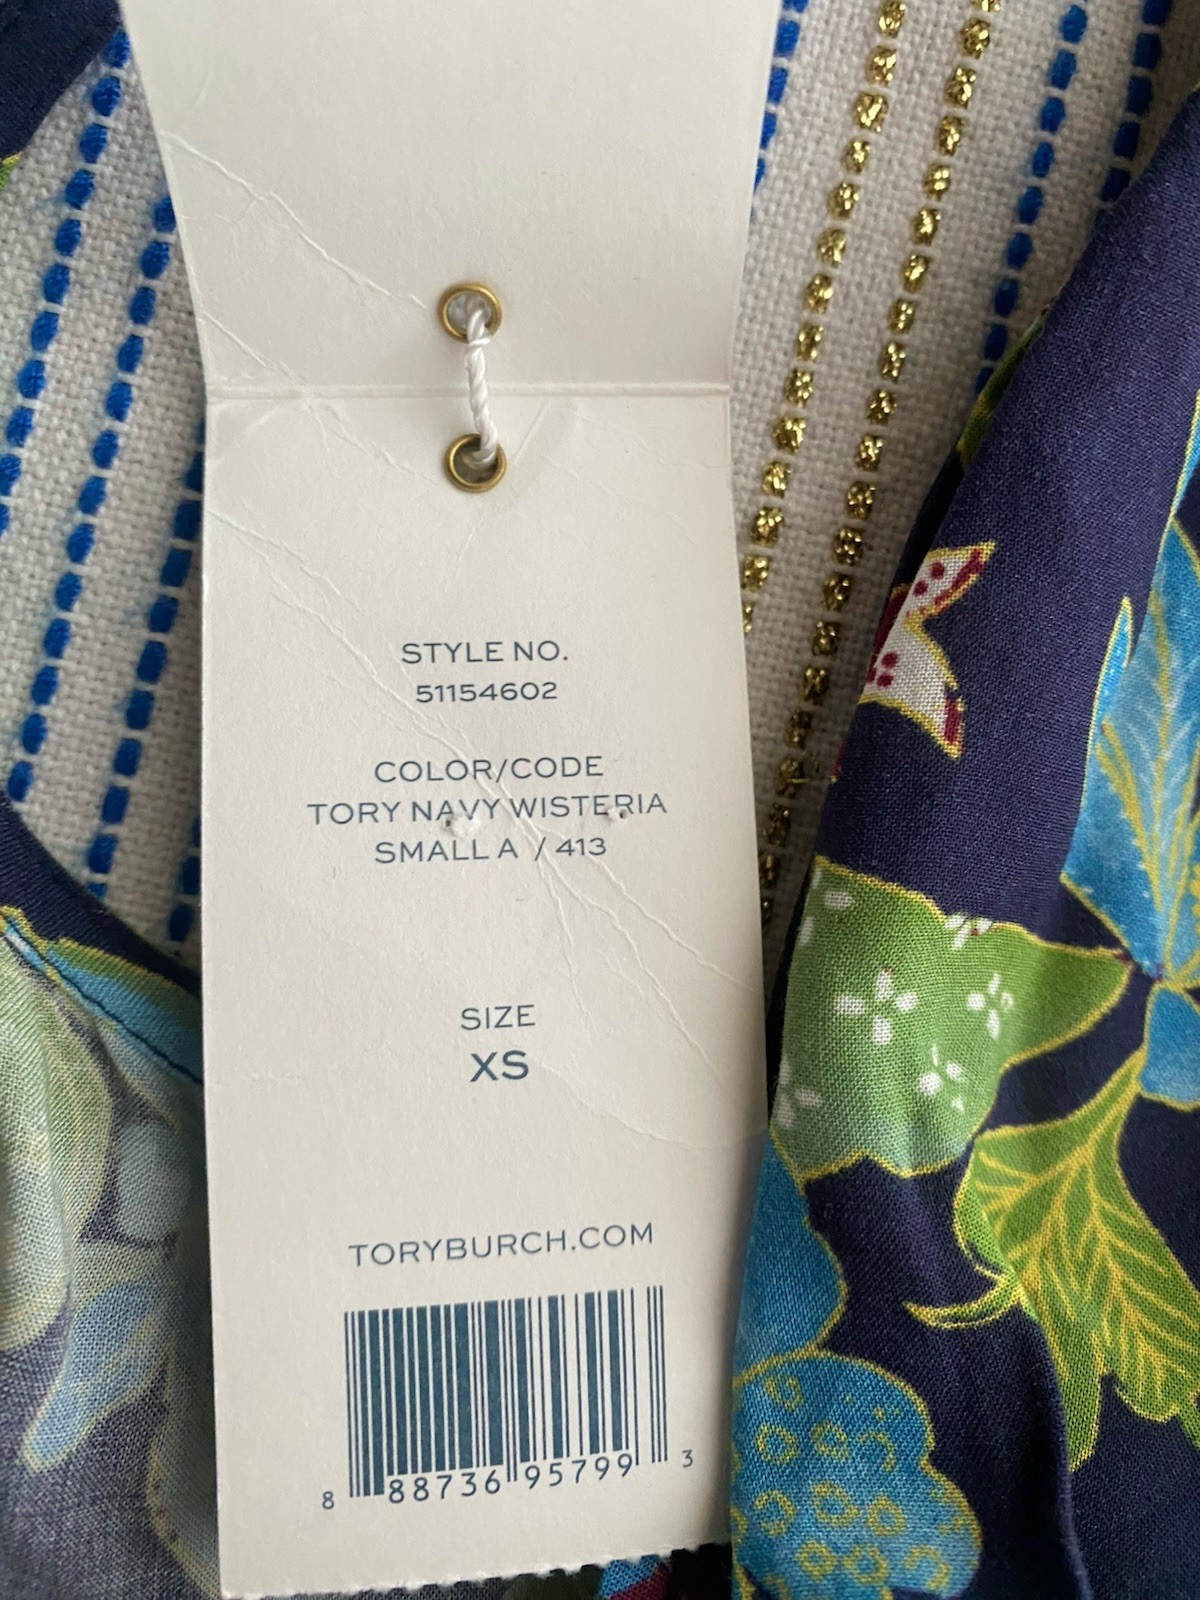 STYLE NO.
51154602
COLOR/CODE
TORY NAVY WISTERIA
SMALL A / 413
SIZE
XS
TORYBURCH.COM
8 88736 95799 3